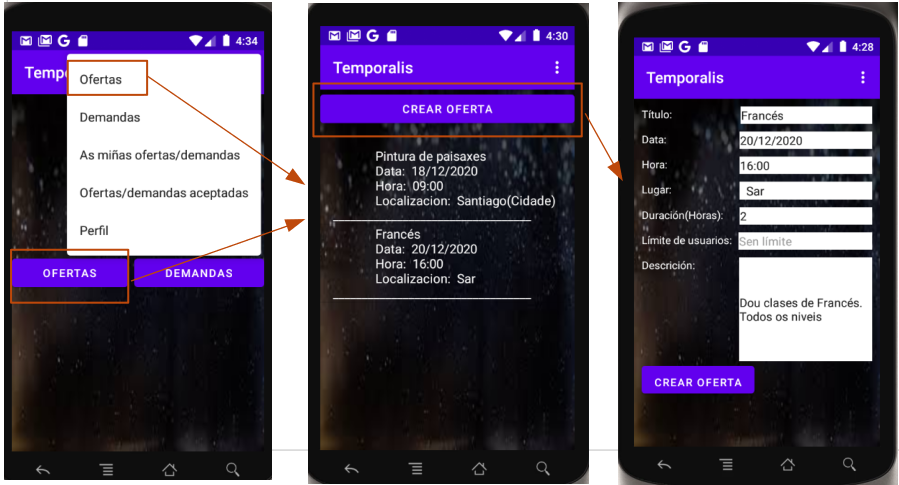 4:34
Temp
Ofertas
Demandas
As miñas ofertas/demandas
Ofertas/demandas aceptadas
Perfil
OFERTAS DEMANDAS
4:30
Temporalis
CREAR OFERTA
Pintura de paisaxes
Data: 18/12/2020
Hora: 09:00
Localizacion: Santiago(Cidade)
Francés
Data: 20/12/2020
Hora: 16:00
Localizacion: Sar
4:28
Temporalis
Título: Francés
Data: 20/12/2020
Hora: 16:00
Lugár: Sar
Duración(Horas): 2
Límite de usuarios: Sen límite
Descrición:
Dou clases de Francés.
Todos os niveis
CREAR OFERTA